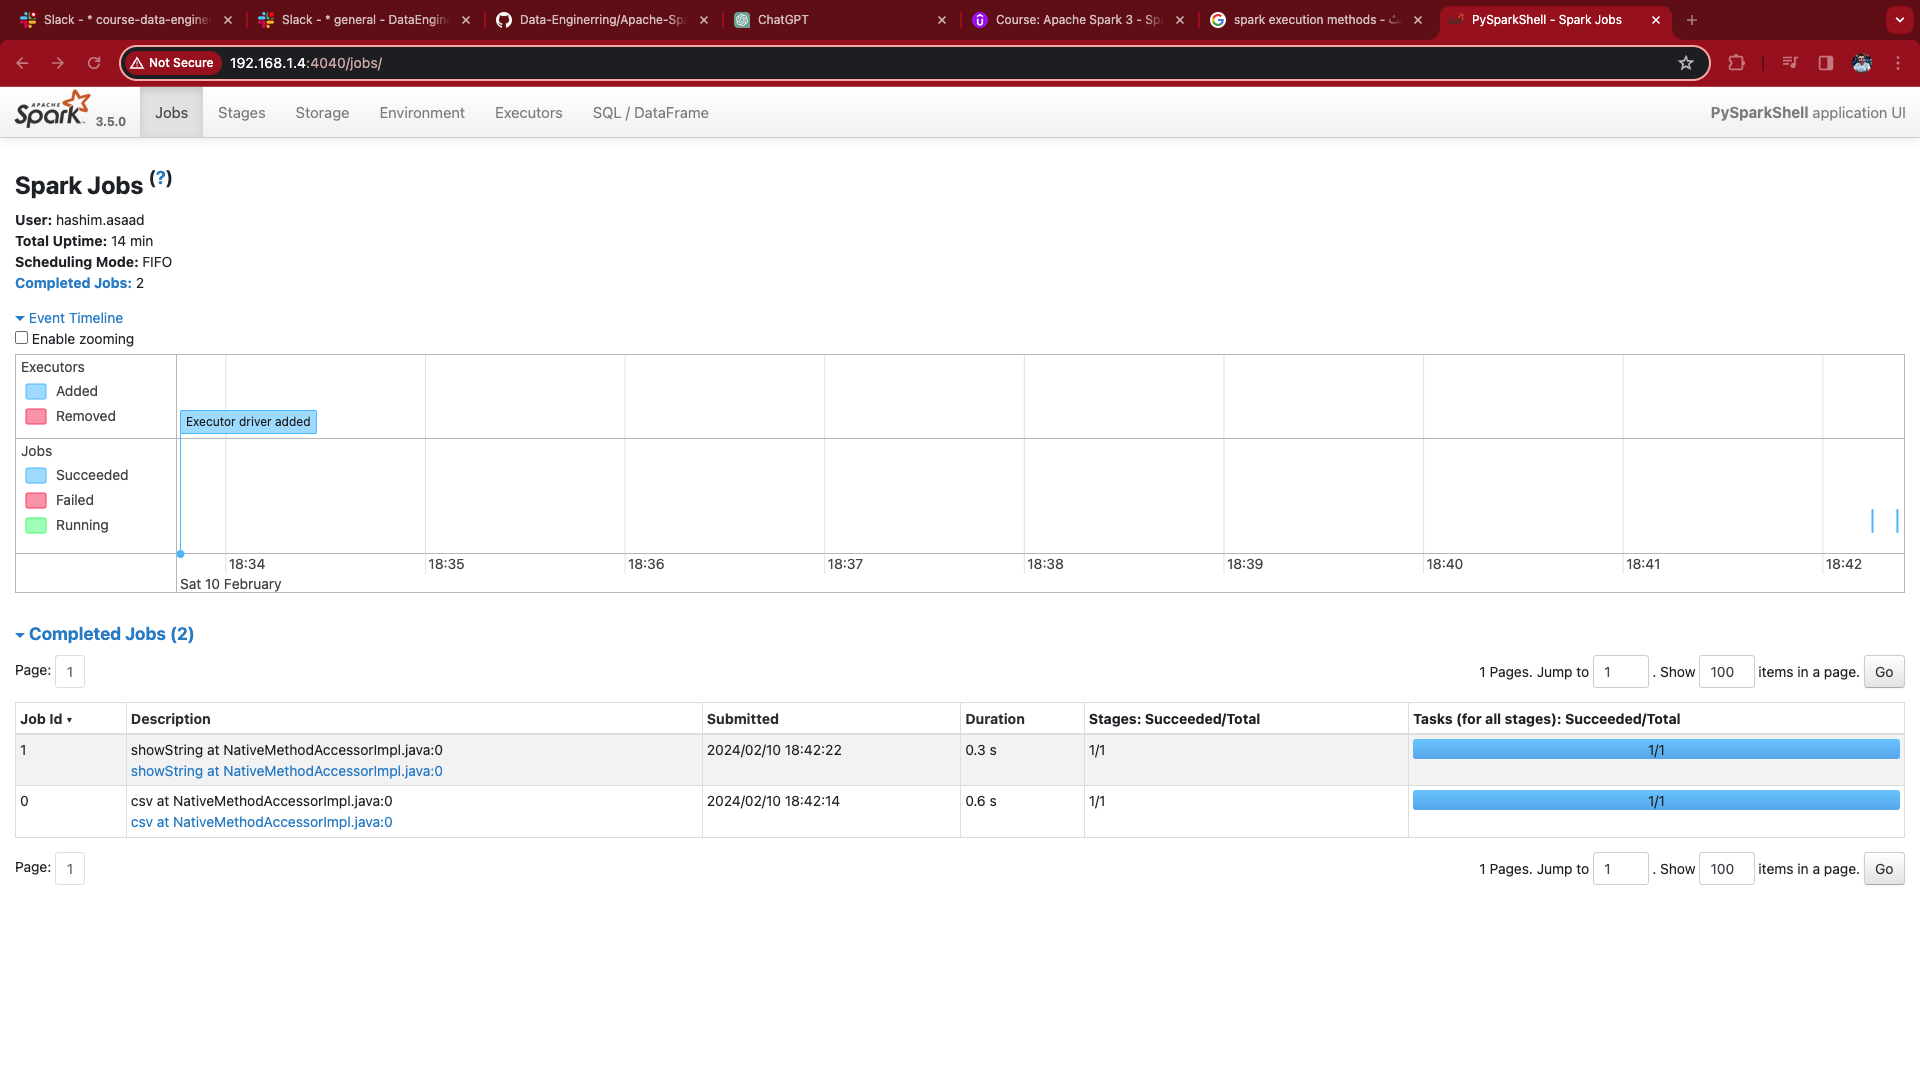 Slack - * course-data-engine
Slack - * general - DataEngin
Data-Enginerring/Apache-Spa
ChatGPT
Course: Apache Spark 3 - Sp
spark execution methods -
PySparkShell - Spark Jobs
Not Secure
192.168.1.4:4040/jobs/
APACHE
Spark
3.5.0
Jobs
Stages
Storage
Environment
Executors
SQL / DataFrame
PySparkShell application UI
Spark Jobs (?)
User: hashim.asaad
Total Uptime: 14 min
Scheduling Mode: FIFO
Completed Jobs: 2
Event Timeline
Enable zooming
Executors
Added
Removed
Executor driver added
Jobs
Succeeded
Failed
Running
18:34 18:35 18:36 18:37 18:38 18:39 18:40 18:41 18:42
Sat 10 February
Completed Jobs (2)
Page: 1
1 Pages. Jump to 1 . Show 100 items in a page. Go
Job Id ▾ Description Submitted Duration Stages: Succeeded/Total Tasks (for all stages): Succeeded/Total
1 showString at NativeMethodAccessorImpl.java:0 2024/02/10 18:42:22 0.3 s 1/1 1/1
showString at NativeMethodAccessorImpl.java:0
0 csv at NativeMethodAccessorImpl.java:0 2024/02/10 18:42:14 0.6 s 1/1 1/1
csv at NativeMethodAccessorImpl.java:0
Page: 1
1 Pages. Jump to 1 . Show 100 items in a page. Go